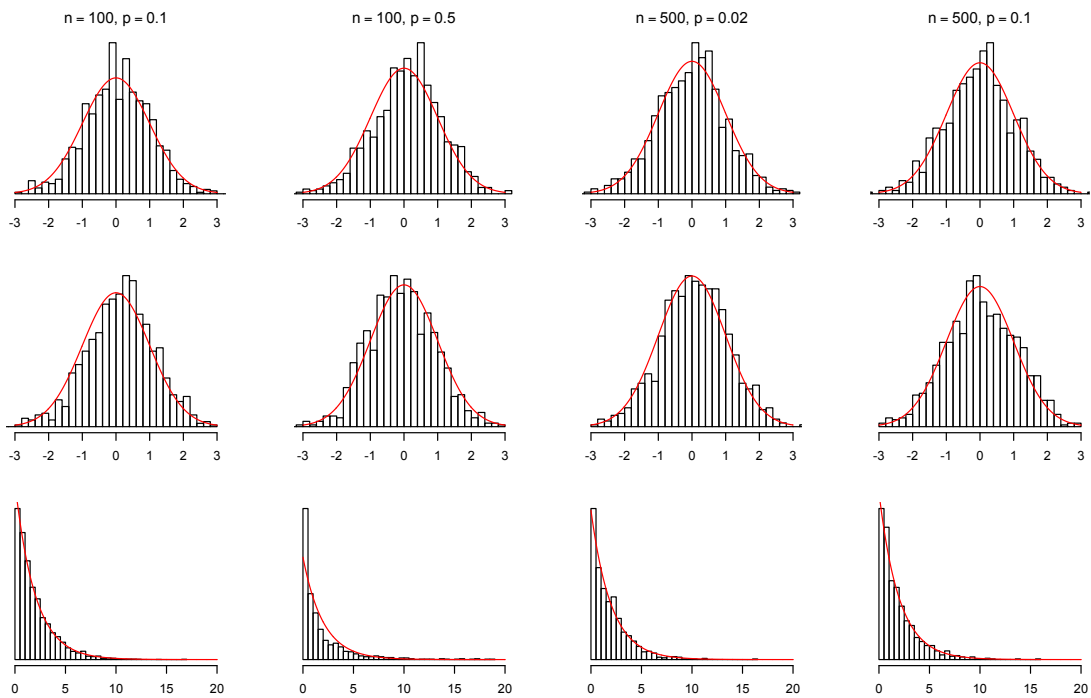 n = 100, p = 0.1 n = 100, p = 0.5 n = 500, p = 0.02 n = 500, p = 0.1
-3 -2 -1 0 1 2 3 -3 -2 -1 0 1 2 3 -3 -2 -1 0 1 2 3 -3 -2 -1 0 1 2 3
-3 -2 -1 0 1 2 3 -3 -2 -1 0 1 2 3 -3 -2 -1 0 1 2 3 -3 -2 -1 0 1 2 3
0 5 10 15 20 0 5 10 15 20 0 5 10 15 20 0 5 10 15 20